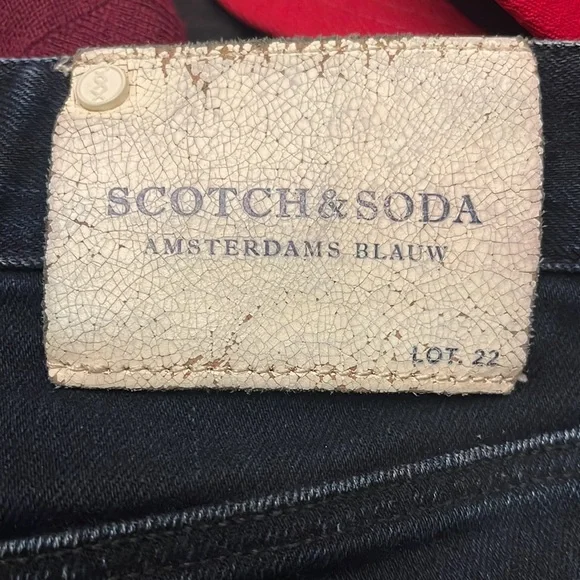 SCOTCH & SODA
AMSTERDAMS BLAUW
LOT. 22